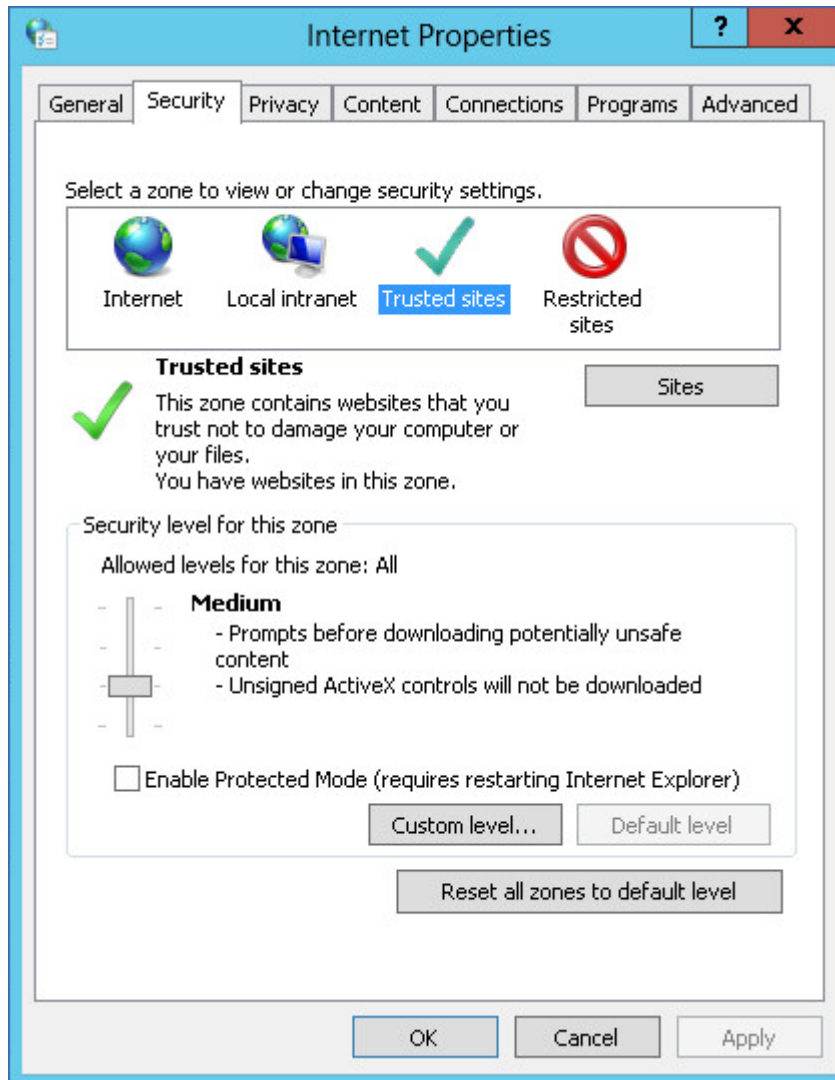 Internet Properties
?
x
General Security Privacy Content Connections Programs Advanced
Select a zone to view or change security settings.
Internet Local intranet Trusted sites Restricted
sites
Trusted sites
Sites
This zone contains websites that you
trust not to damage your computer or
your files.
You have websites in this zone.
Security level for this zone
Allowed levels for this zone: All
Medium
- Prompts before downloading potentially unsafe
content
- Unsigned ActiveX controls will not be downloaded
Enable Protected Mode (requires restarting Internet Explorer)
Custom level... Default level
Reset all zones to default level
OK Cancel Apply